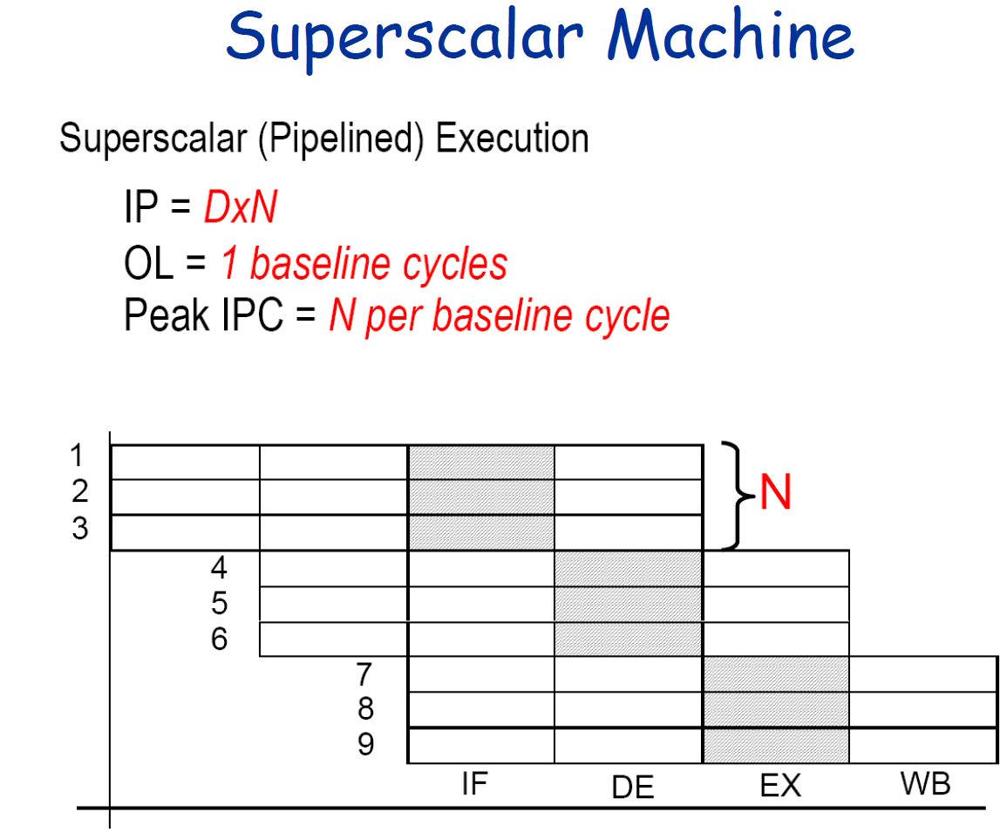 Superscalar Machine
Superscalar (Pipelined) Execution
IP = DxN
OL = 1 baseline cycles
Peak IPC = N per baseline cycle
1
2
3
N
4
5
6
7
8
9
IF DE EX WB